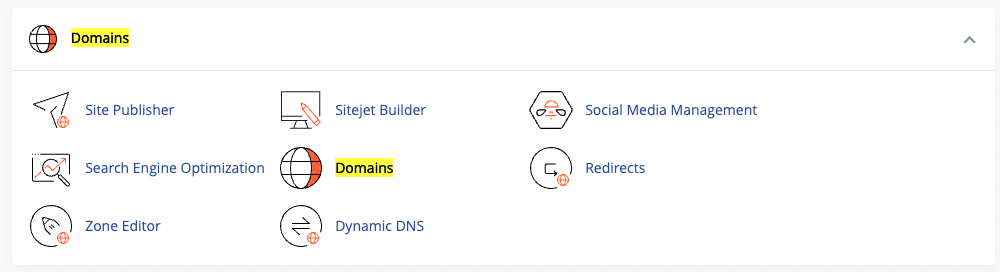 Domains
Site Publisher
Sitejet Builder
Social Media Management
Search Engine Optimization
Domains
Redirects
Zone Editor
Dynamic DNS